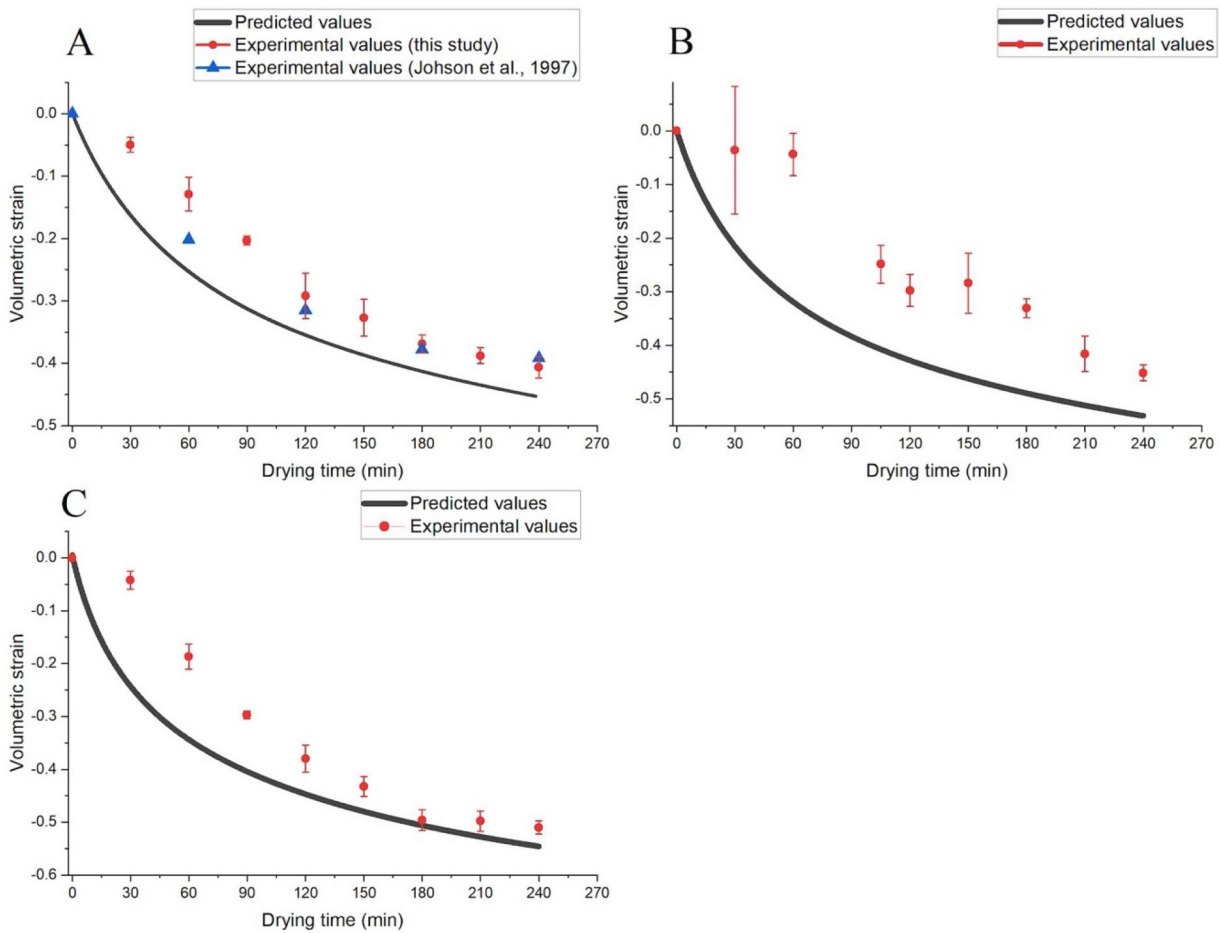 A
Predicted values
Experimental values (this study)
Experimental values (Johson et al., 1997)
0.0
-0.1
-0.2
-0.3
-0.4
-0.5
Volumetric strain
0 30 60 90 120 150 180 210 240 270
Drying time (min)
B
Predicted values
Experimental values
0.0
-0.1
-0.2
-0.3
-0.4
-0.5
Volumetric strain
0 30 60 90 120 150 180 210 240 270
Drying time (min)
C
Predicted values
Experimental values
0.0
-0.1
-0.2
-0.3
-0.4
-0.5
-0.6
Volumetric strain
0 30 60 90 120 150 180 210 240 270
Drying time (min)